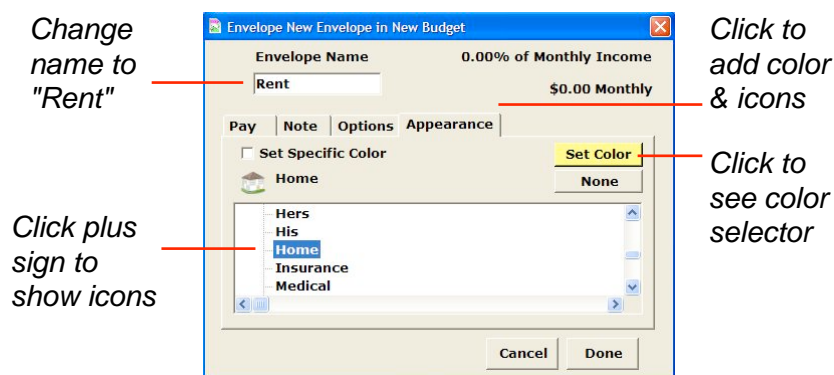 Change
name to
"Rent"
Click plus
sign to
show icons
Envelope New Envelope in New Budget
Envelope Name
0.00% of Monthly Income
Rent
$0.00 Monthly
Pay Note Options Appearance
Set Specific Color
Set Color
Home
None
Hers
His
Home
Insurance
Medical
Cancel Done
Click to
add color
& icons
Click to
see color
selector